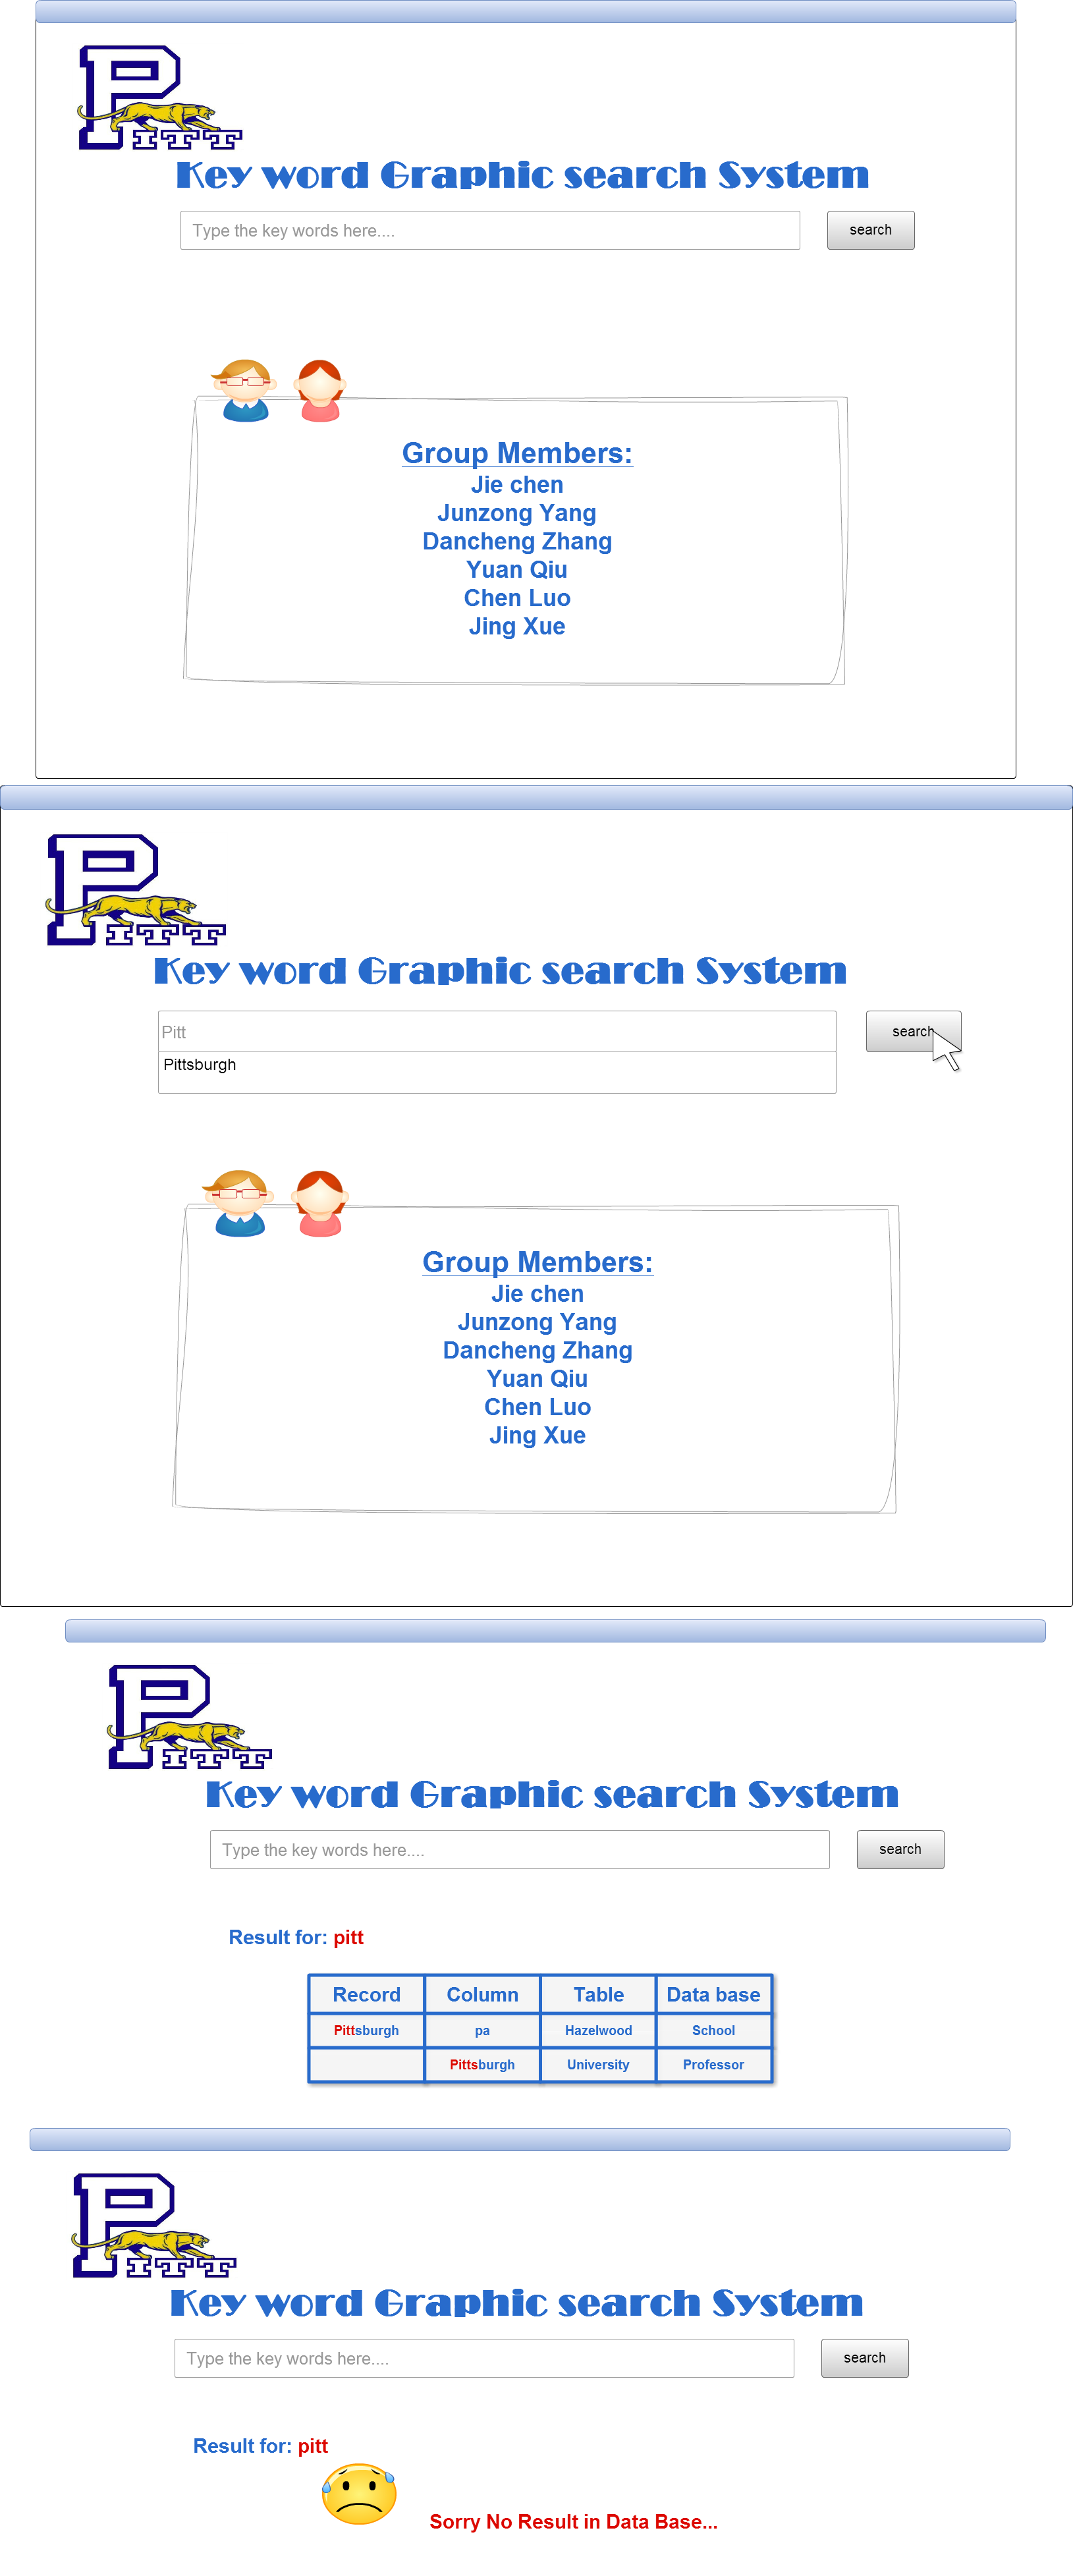 PITT
Key word Graphic search System
Type the key words here.... search
Group Members:
Jie chen
Junzong Yang
Dancheng Zhang
Yuan Qiu
Chen Luo
Jing Xue
PITT
Key word Graphic search System
Pitt search
Pittsburgh
Group Members:
Jie chen
Junzong Yang
Dancheng Zhang
Yuan Qiu
Chen Luo
Jing Xue
PITT
Key word Graphic search System
Type the key words here.... search
Result for: pitt
Record Column Table Data base
Pittsburgh pa Hazelwood School
Pittsburgh University Professor
PITT
Key word Graphic search System
Type the key words here.... search
Result for: pitt
Sorry No Result in Data Base...